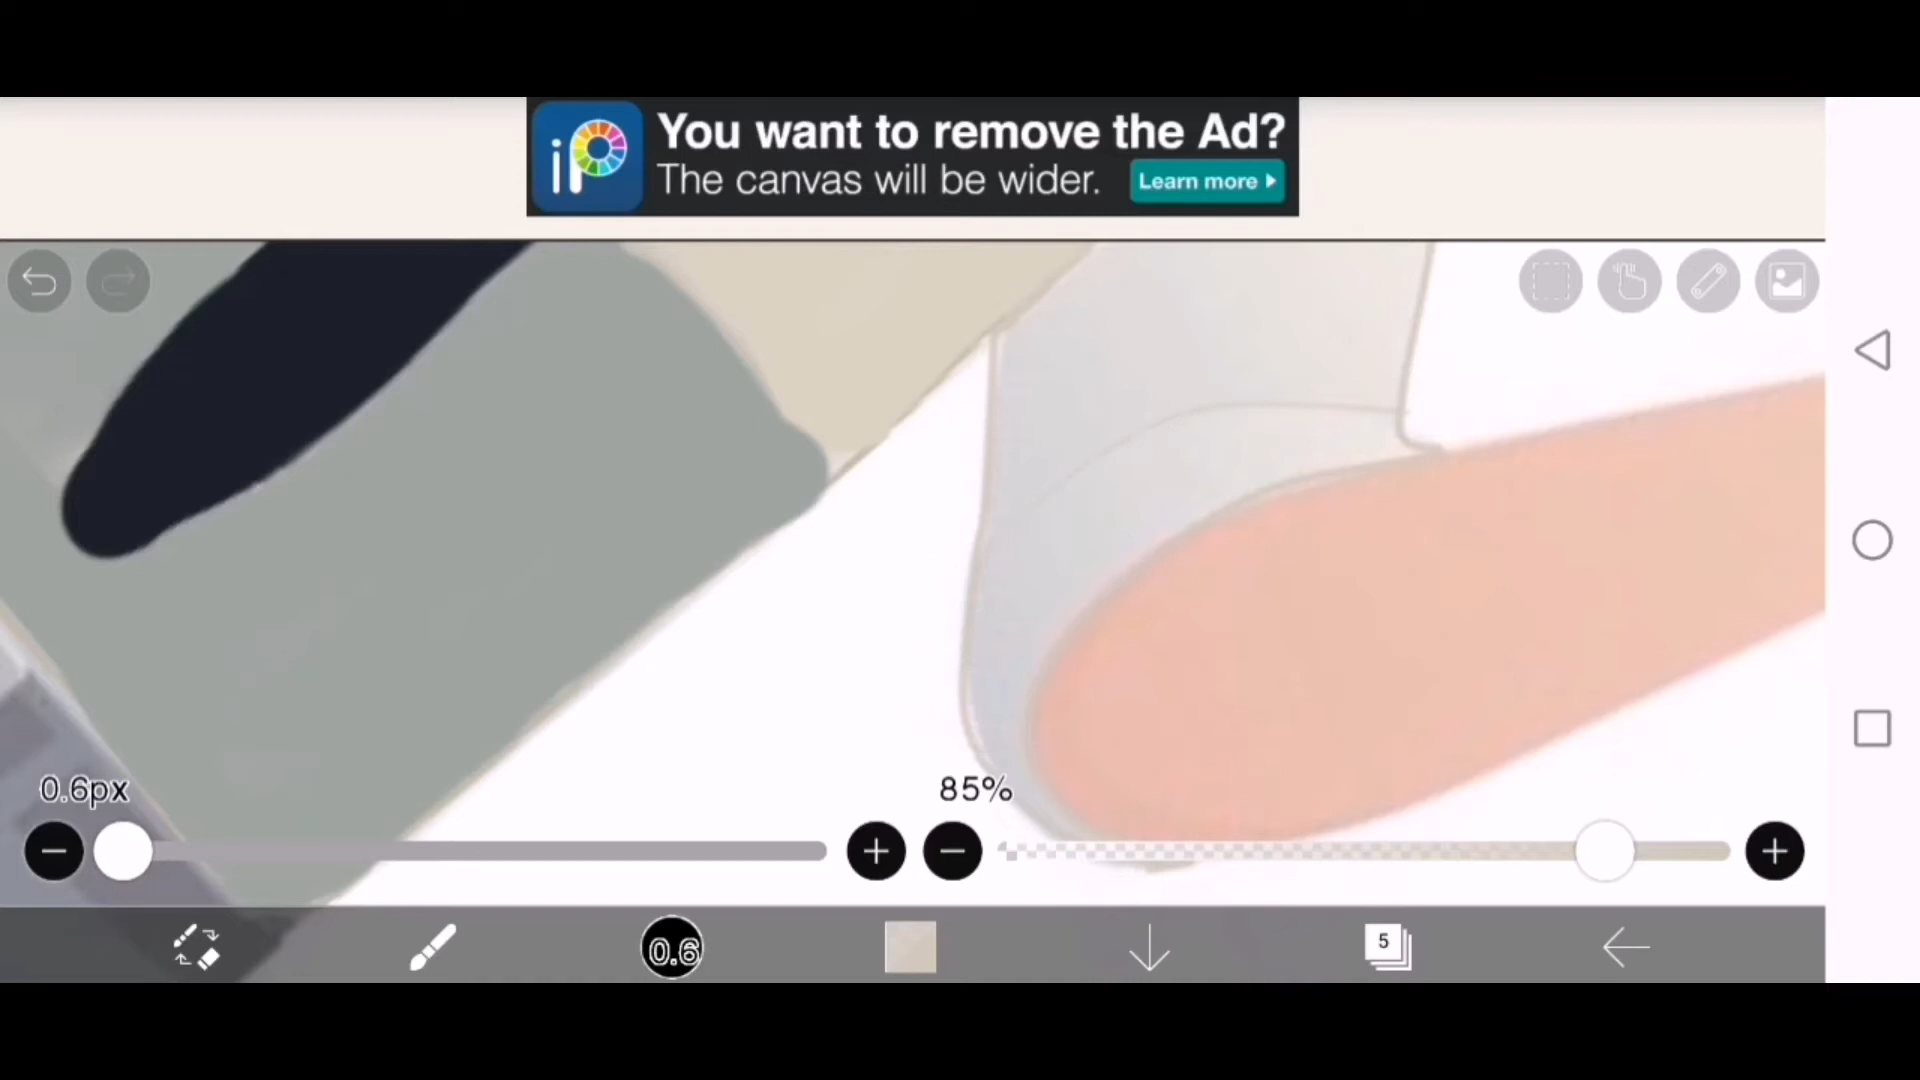 iP
You want to remove the Ad?
The canvas will be wider.
Learn more
0.6px
85%
0.6
5